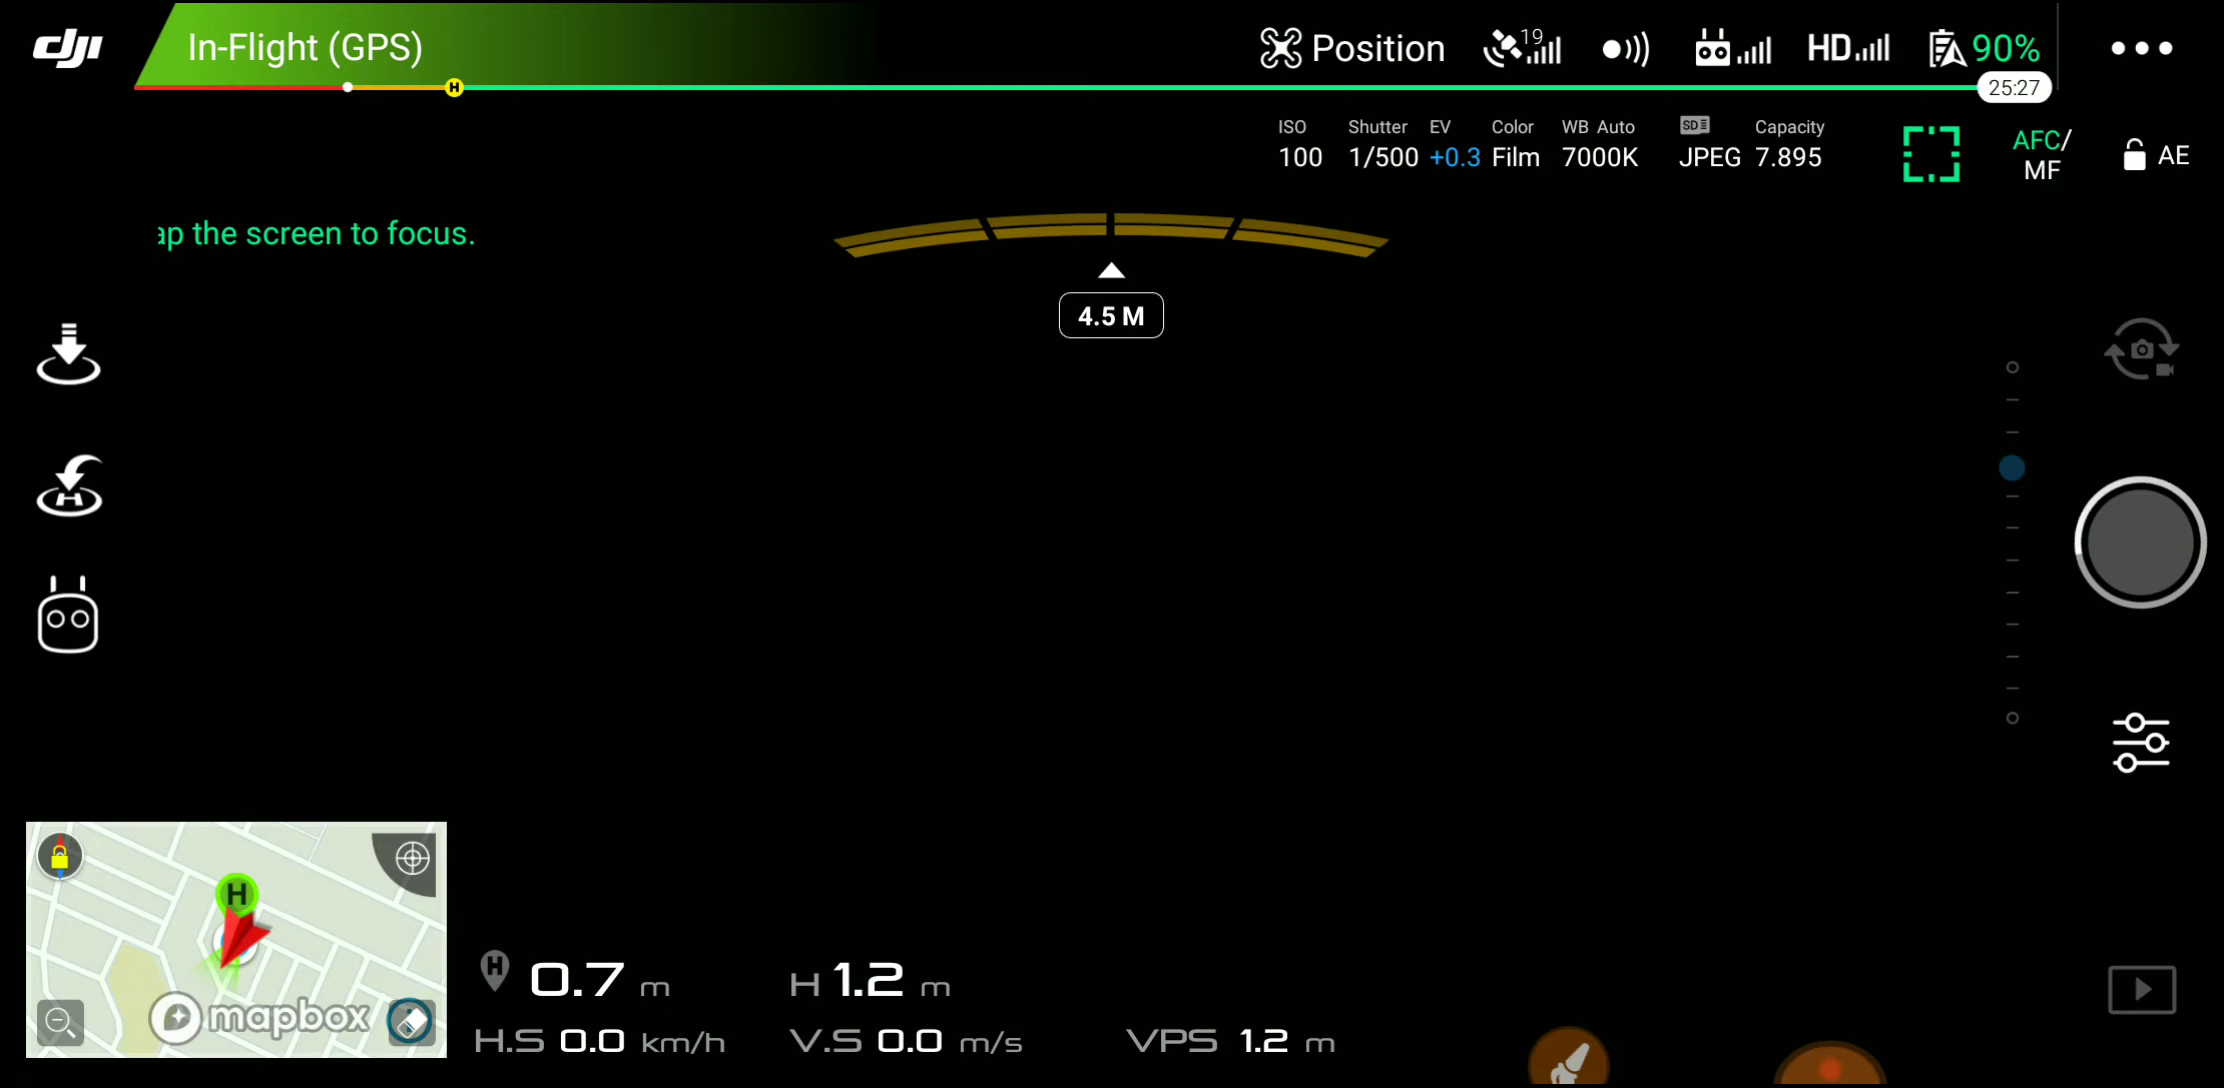 dji In-Flight (GPS) Position 19 HD 90%
H 25:27
ISO Shutter EV Color WB Auto SD Capacity
100 1/500 +0.3 Film 7000K JPEG 7.895
AFC/
MF
AE
ap the screen to focus.
4.5 M
H
H
mapbox
H 0.7 m H 1.2 m
H.S 0.0 km/h V.S 0.0 m/s VPS 1.2 m